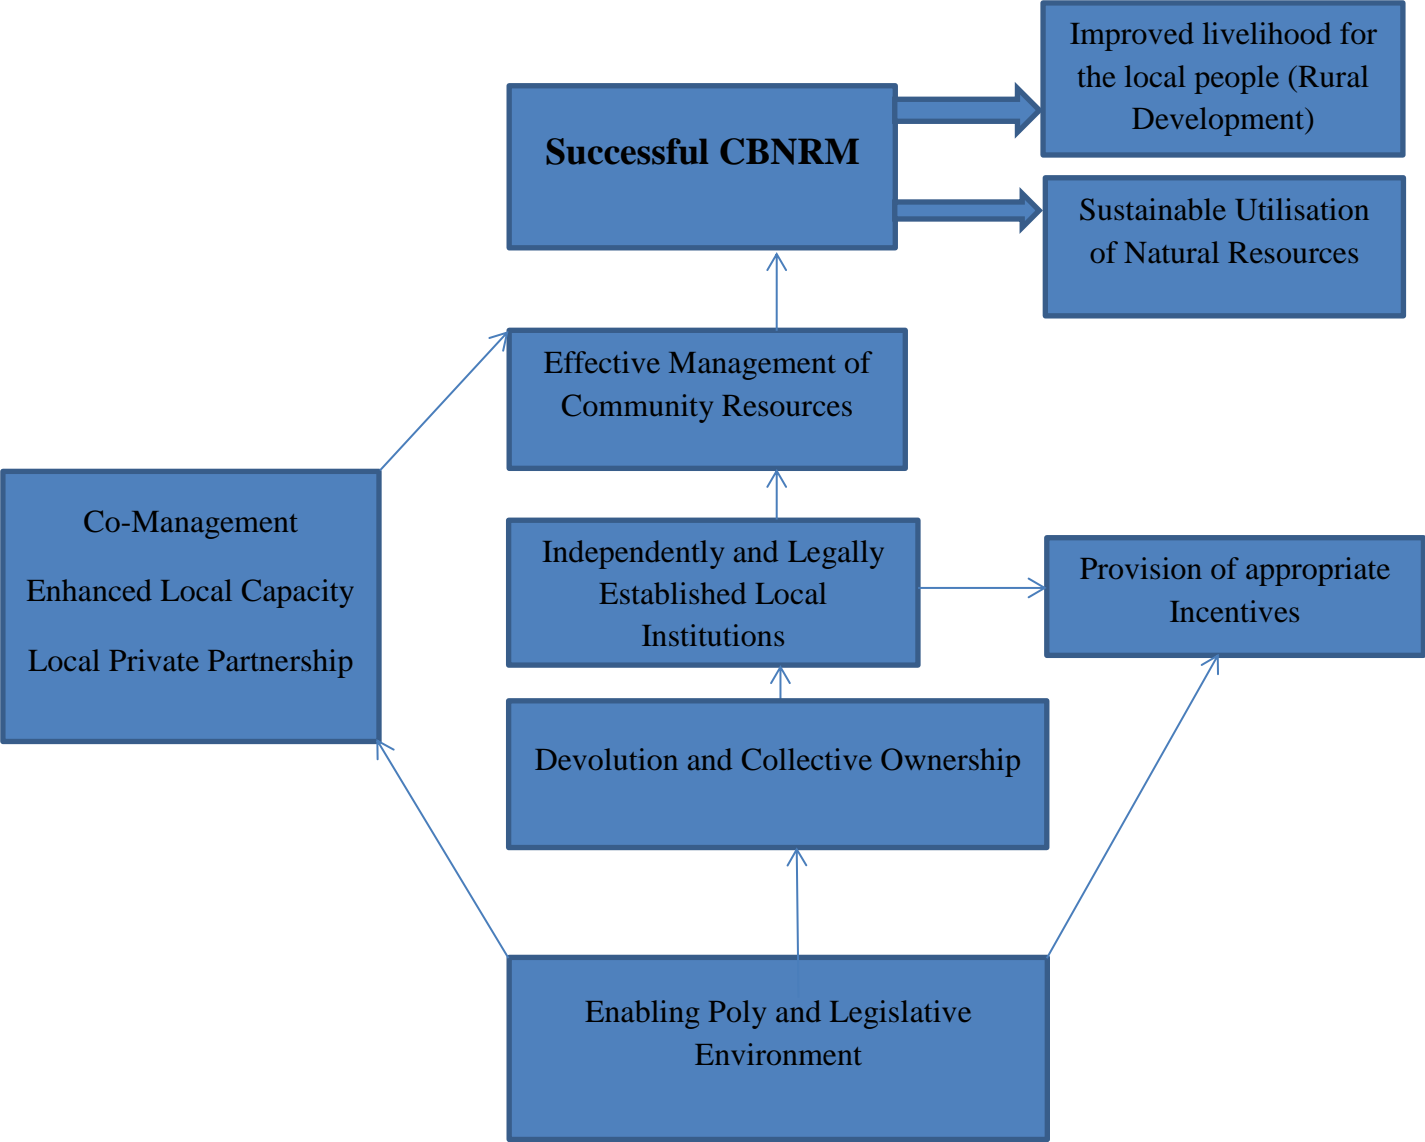 Improved livelihood for
the local people (Rural
Development)
Successful CBNRM
Sustainable Utilisation
of Natural Resources
Effective Management of
Community Resources
Co-Management
Enhanced Local Capacity
Local Private Partnership
Independently and Legally
Established Local
Institutions
Provision of appropriate
Incentives
Devolution and Collective Ownership
Enabling Poly and Legislative
Environment